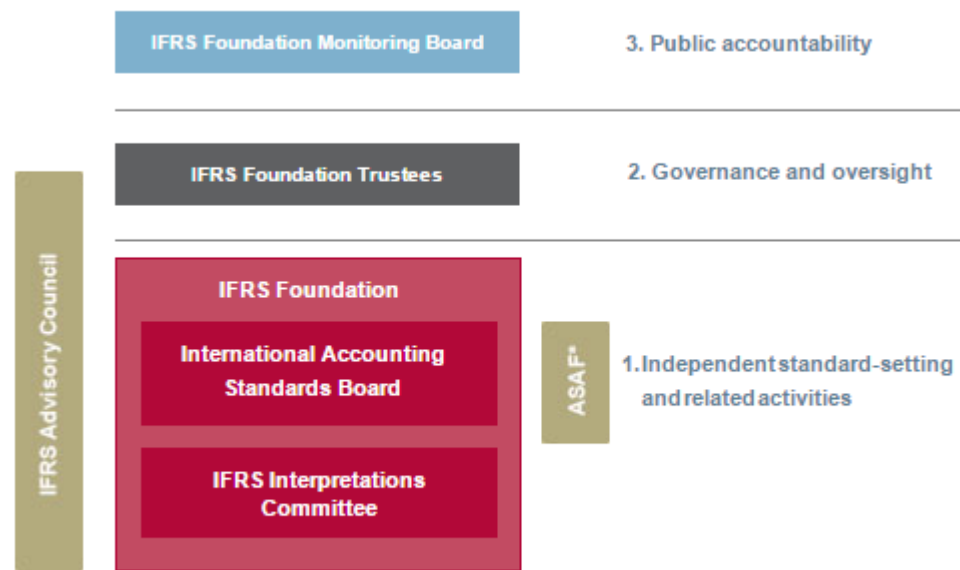 IFRS Foundation Monitoring Board
3. Public accountability
IFRS Foundation Trustees
2. Governance and oversight
IFRS Advisory Council
IFRS Foundation
International Accounting
Standards Board
IFRS Interpretations
Committee
ASAF*
1.Independent standard-setting
and related activities